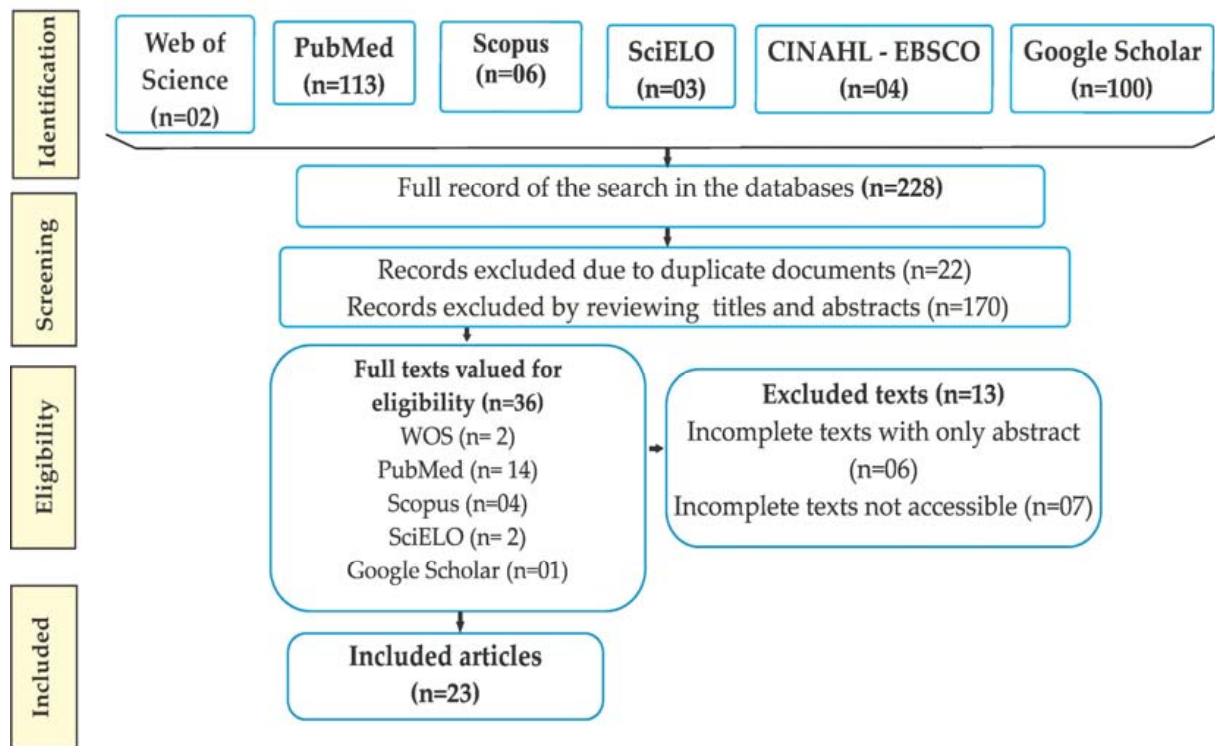 Identification
Web of
Science
(n=02)
PubMed
(n=113)
Scopus
(n=06)
SciELO
(n=03)
CINAHL - EBSCO
(n=04)
Google Scholar
(n=100)
Full record of the search in the databases (n=228)
Screening
Records excluded due to duplicate documents (n=22)
Records excluded by reviewing titles and abstracts (n=170)
Eligibility
Full texts valued for
eligibility (n=36)
WOS (n= 2)
PubMed (n= 14)
Scopus (n=04)
SciELO (n= 2)
Google Scholar (n=01)
Excluded texts (n=13)
Incomplete texts with only abstract
(n=06)
Incomplete texts not accessible (n=07)
Included
Included articles
(n=23)